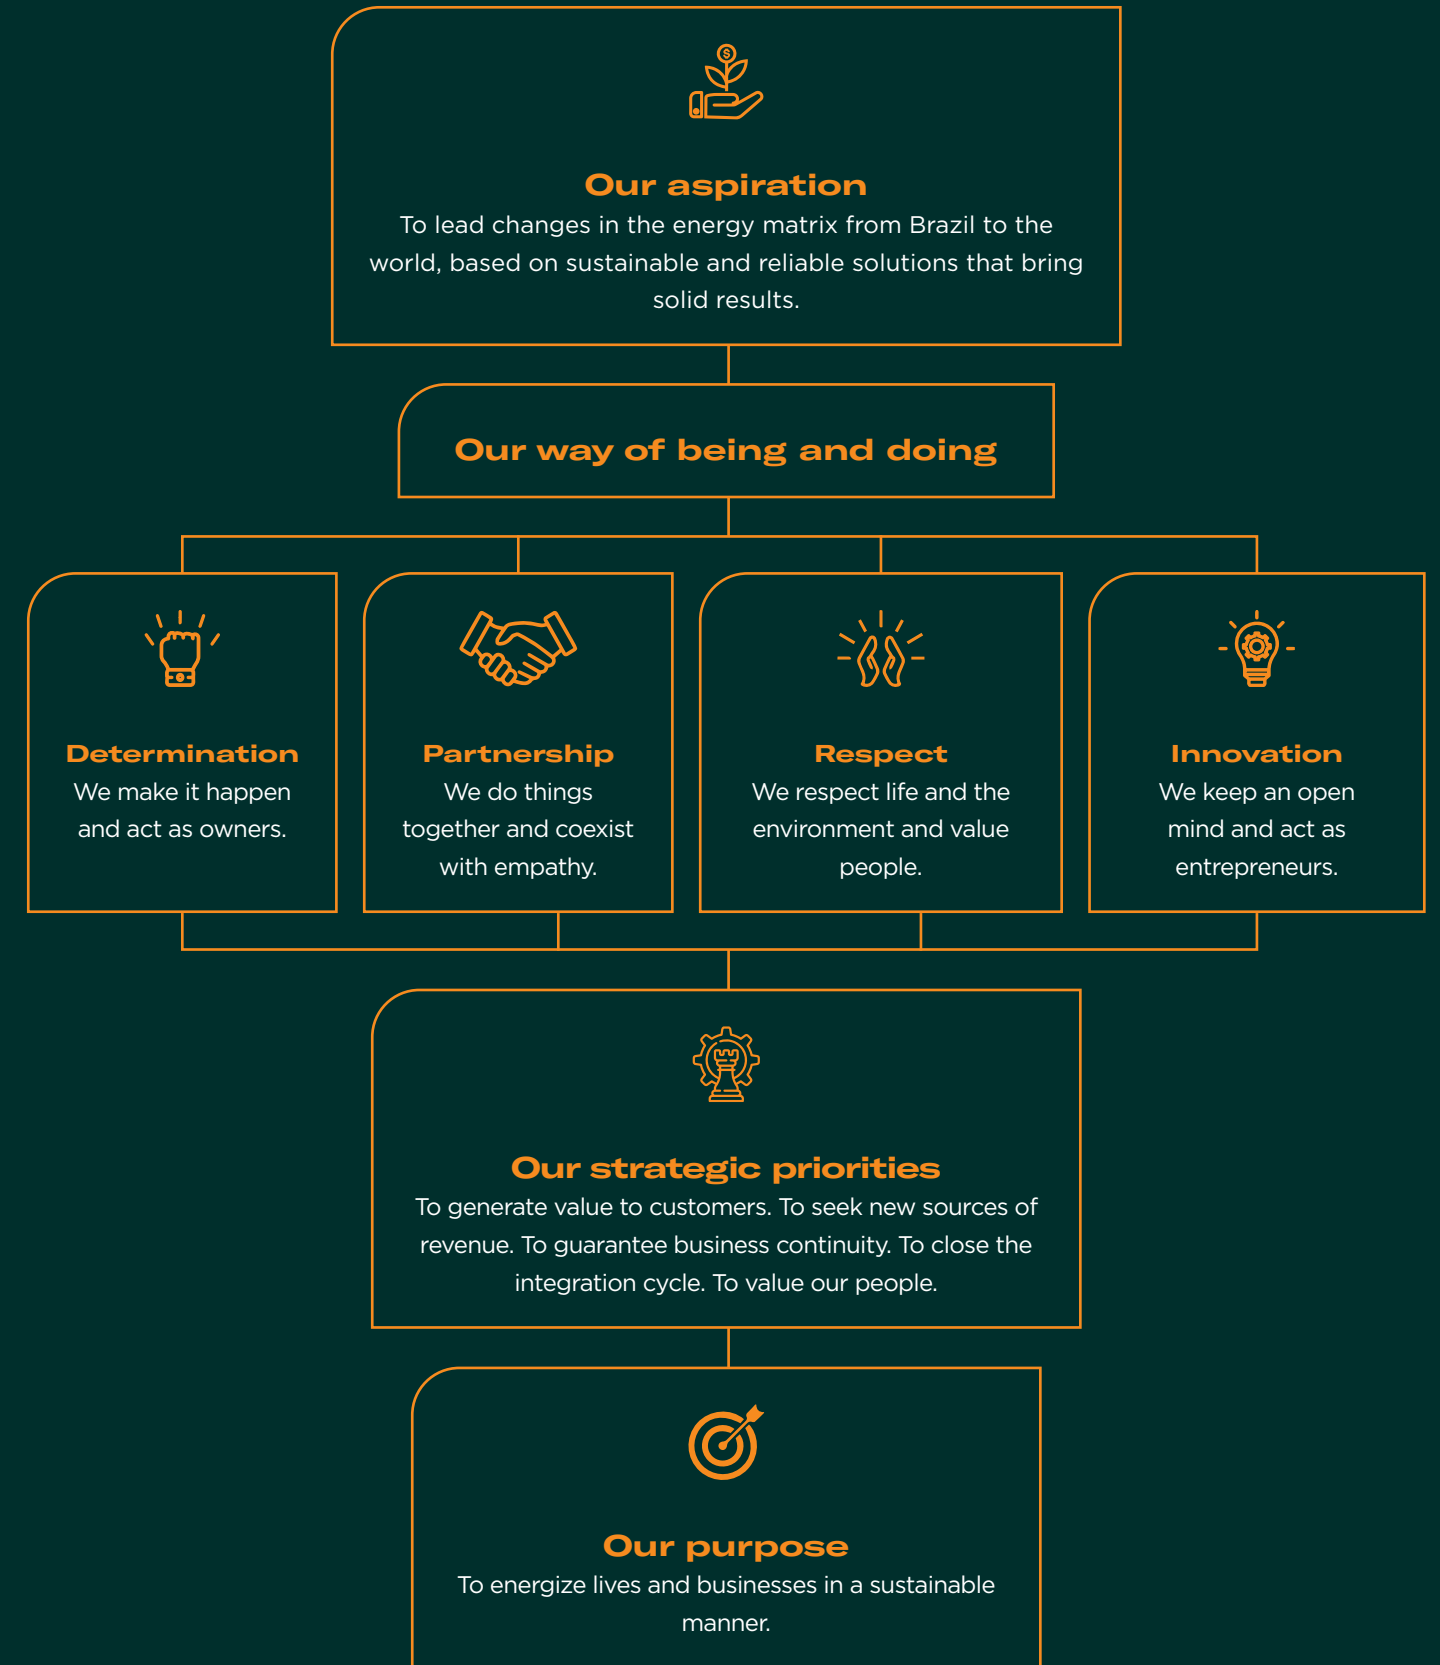 Our aspiration
To lead changes in the energy matrix from Brazil to the
world, based on sustainable and reliable solutions that bring
solid results.
Our way of being and doing
Determination
We make it happen
and act as owners.
Partnership
We do things
together and coexist
with empathy.
Respect
We respect life and the
environment and value
people.
Innovation
We keep an open
mind and act as
entrepreneurs.
Our strategic priorities
To generate value to customers. To seek new sources of
revenue. To guarantee business continuity. To close the
integration cycle. To value our people.
Our purpose
To energize lives and businesses in a sustainable
manner.